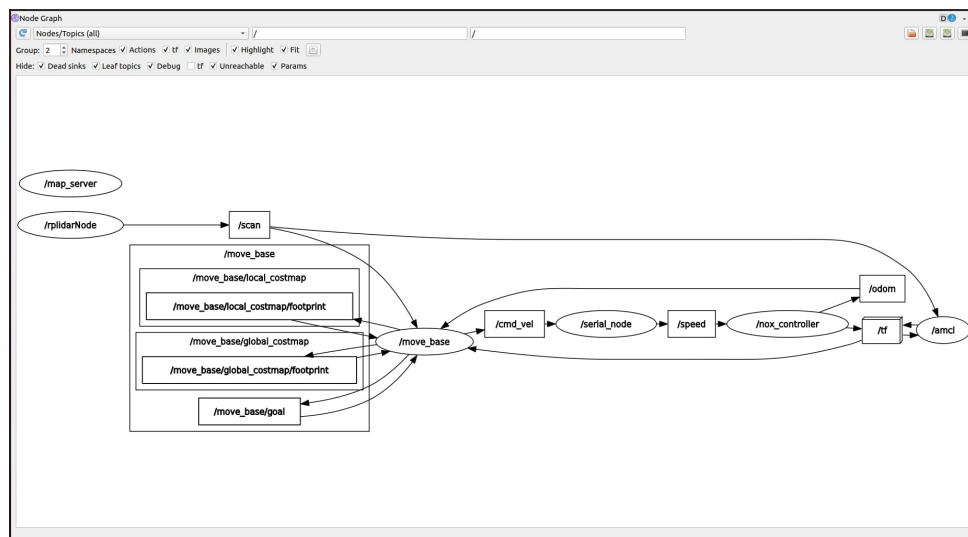 Node Graph
D
Nodes/Topics (all)
/
/
Group: 2 Namespaces Actions tf Images Highlight Fit
Hide: Dead sinks Leaf topics Debug tf Unreachable Params
/map_server
/rplidarNode
/scan
/move_base
/move_base/local_costmap
/move_base/local_costmap/footprint
/move_base/global_costmap
/move_base/global_costmap/footprint
/move_base/goal
/move_base
/cmd_vel
/serial_node
/speed
/nox_controller
/odom
/tf
/amcl